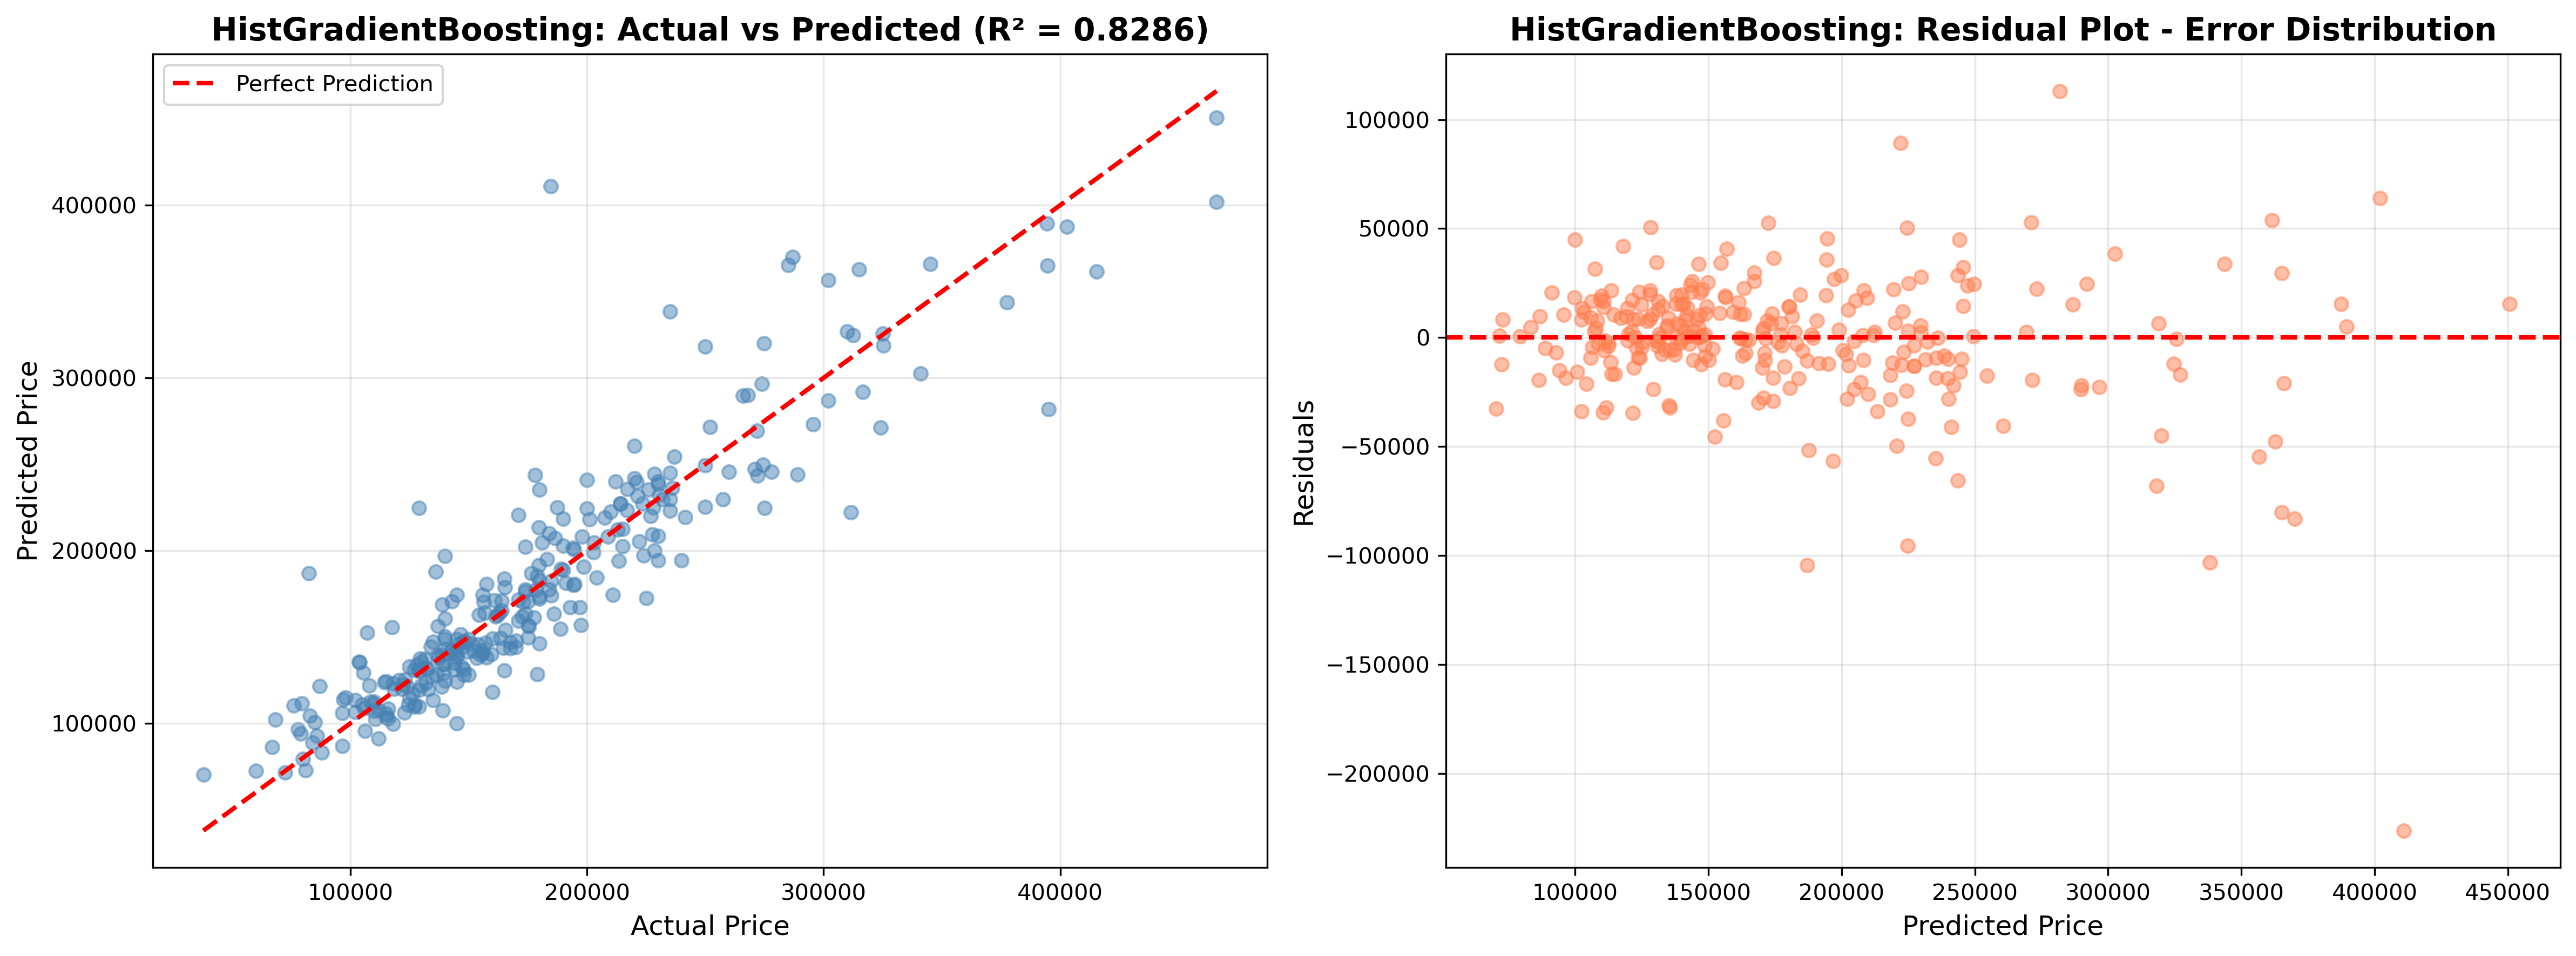 HistGradientBoosting: Actual vs Predicted (R² = 0.8286)
Perfect Prediction
400000
300000
200000
100000
Predicted Price
100000 200000 300000 400000
Actual Price
HistGradientBoosting: Residual Plot - Error Distribution
100000
50000
0
−50000
−100000
−150000
−200000
Residuals
100000 150000 200000 250000 300000 350000 400000 450000
Predicted Price